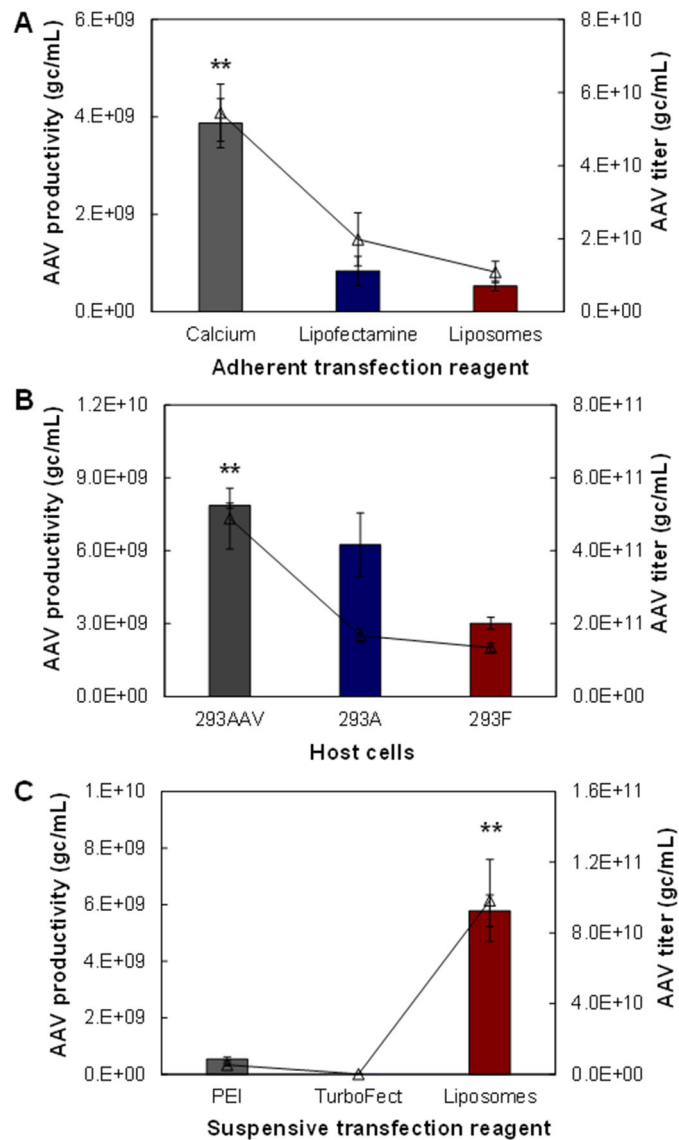 A
AAV productivity (gc/mL)
6.E+09
4.E+09
2.E+09
0.E+00
**
8.E+10
6.E+10
4.E+10
2.E+10
0.E+00
AAV titer (gc/mL)
Calcium Lipofectamine Liposomes
Adherent transfection reagent
B
AAV productivity (gc/mL)
1.2E+10
9.0E+09
6.0E+09
3.0E+09
0.0E+00
**
8.0E+11
6.0E+11
4.0E+11
2.0E+11
0.0E+00
AAV titer (gc/mL)
293AAV 293A 293F
Host cells
C
AAV productivity (gc/mL)
1.E+10
8.E+09
6.E+09
4.E+09
2.E+09
0.E+00
**
1.6E+11
1.2E+11
8.0E+10
4.0E+10
0.0E+00
AAV titer (gc/mL)
PEI TurboFect Liposomes
Suspensive transfection reagent